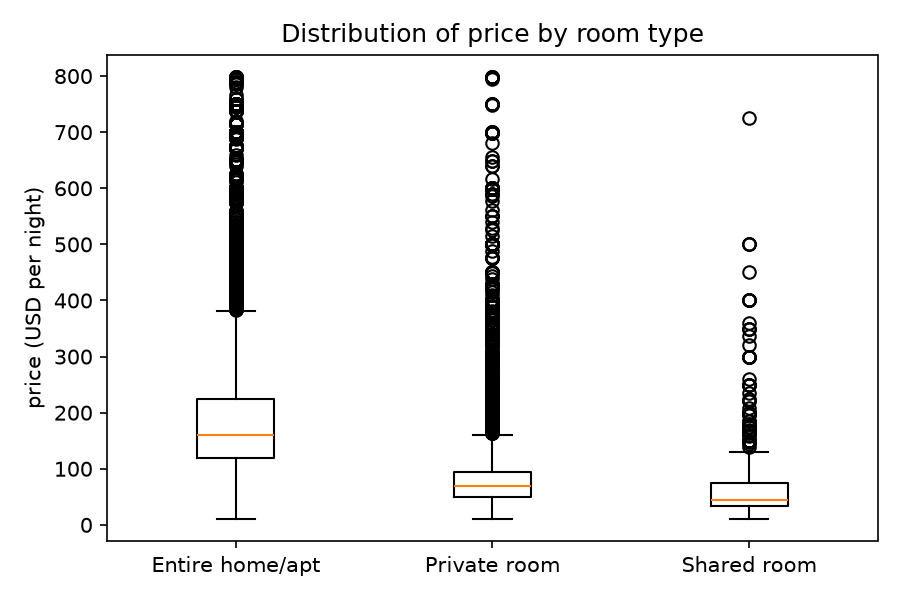 Distribution of price by room type
price (USD per night)
800
700
600
500
400
300
200
100
0
Entire home/apt
Private room
Shared room